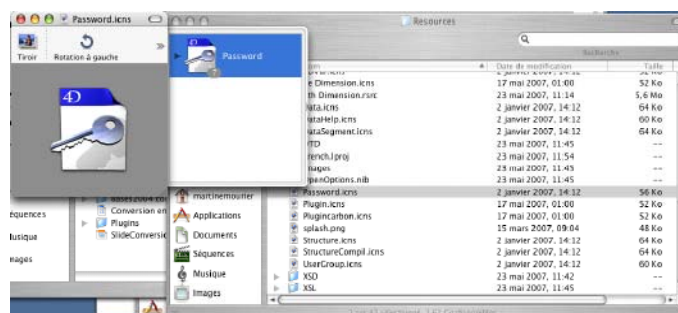 Password.icns
Tiroir
Rotation à gauche
4D
Password
bases2004
Conversion en
Plugins
SlideConversic
équences
nages
Resources
Recherche
Date de modification
Taille
Dimension.icns
17 mai 2007, 01:00
52 Ko
th Dimension.rsrc
23 mai 2007, 11:14
5,6 Mo
ata.icns
2 janvier 2007, 14:12
64 Ko
ataHelp.icns
2 janvier 2007, 14:12
60 Ko
ataSegment.icns
2 janvier 2007, 14:12
64 Ko
TD
23 mai 2007, 11:45
--
rench.lproj
23 mai 2007, 11:54
--
mages
23 mai 2007, 11:45
--
penOptions.nib
23 mai 2007, 11:45
--
martinemourier
Password.icns
2 janvier 2007, 14:12
56 Ko
Plugin.icns
17 mai 2007, 01:00
52 Ko
Applications
Plugincarbon.icns
17 mai 2007, 01:00
52 Ko
Documents
splash.png
15 mars 2007, 09:04
48 Ko
Structure.icns
2 janvier 2007, 14:12
64 Ko
Séquences
StructureCompil.icns
2 janvier 2007, 14:12
64 Ko
UserGroup.icns
2 janvier 2007, 14:12
60 Ko
Musique
XSD
23 mai 2007, 11:42
--
Images
XSL
23 mai 2007, 11:45
--